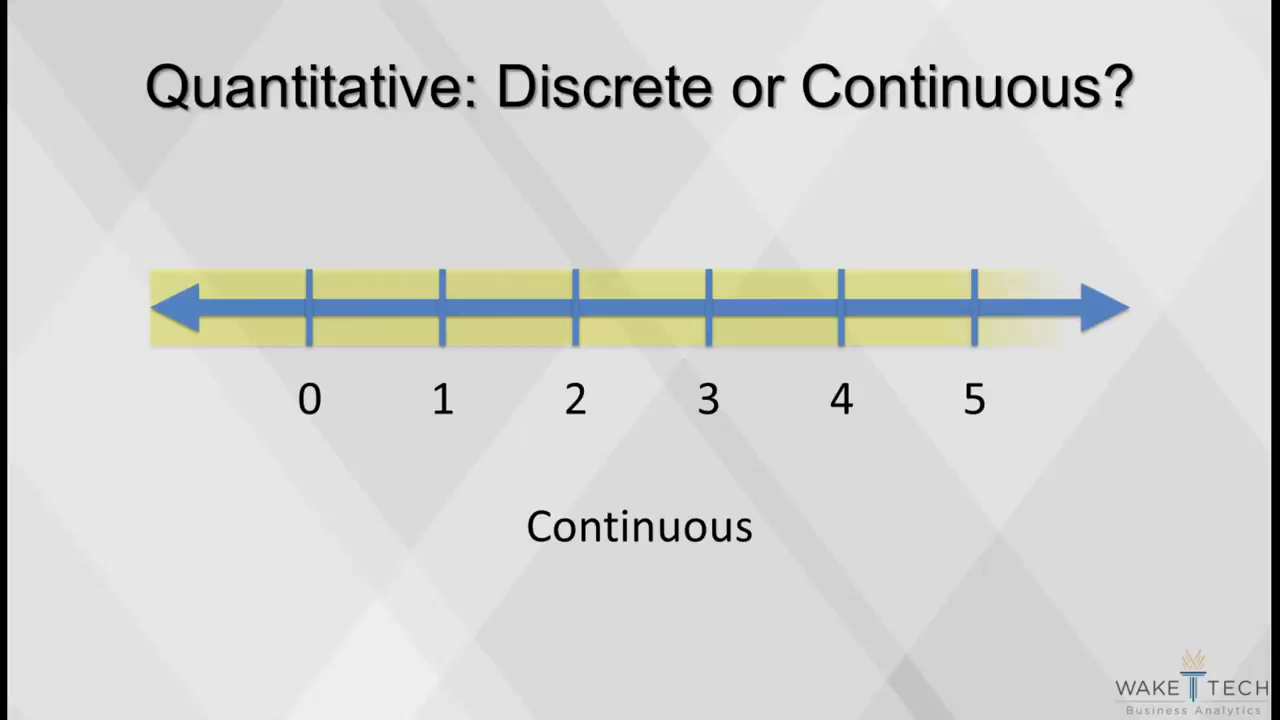 Quantitative: Discrete or Continuous?
0 1 2 3 4 5
Continuous
WAKE TECH
Business Analytics